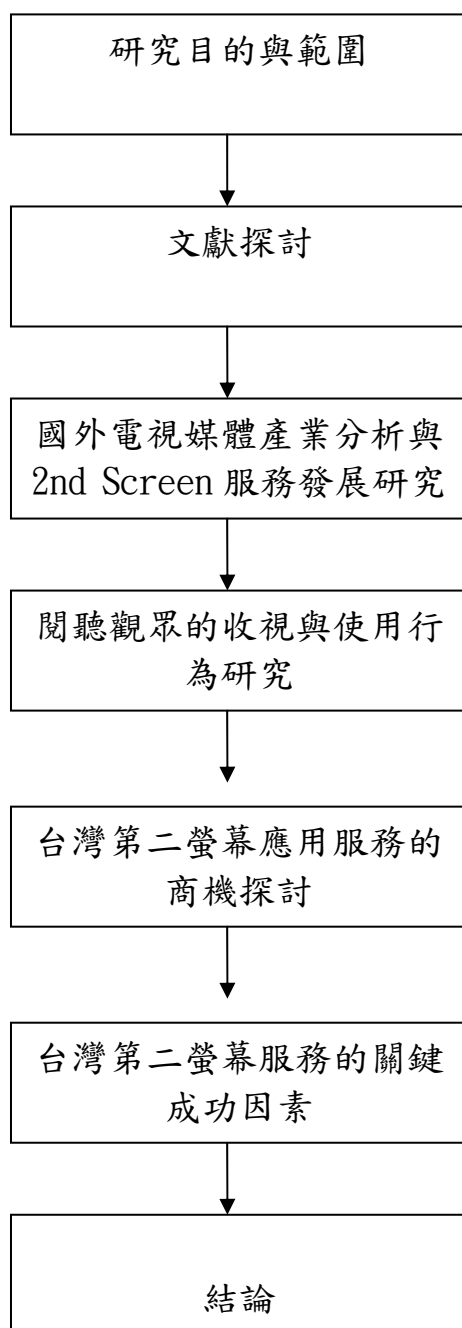 研究目的與範圍
文獻探討
國外電視媒體產業分析與
2nd Screen 服務發展研究
閱聽觀眾的收視與使用行
為研究
台灣第二螢幕應用服務的
商機探討
台灣第二螢幕服務的關鍵
成功因素
結論